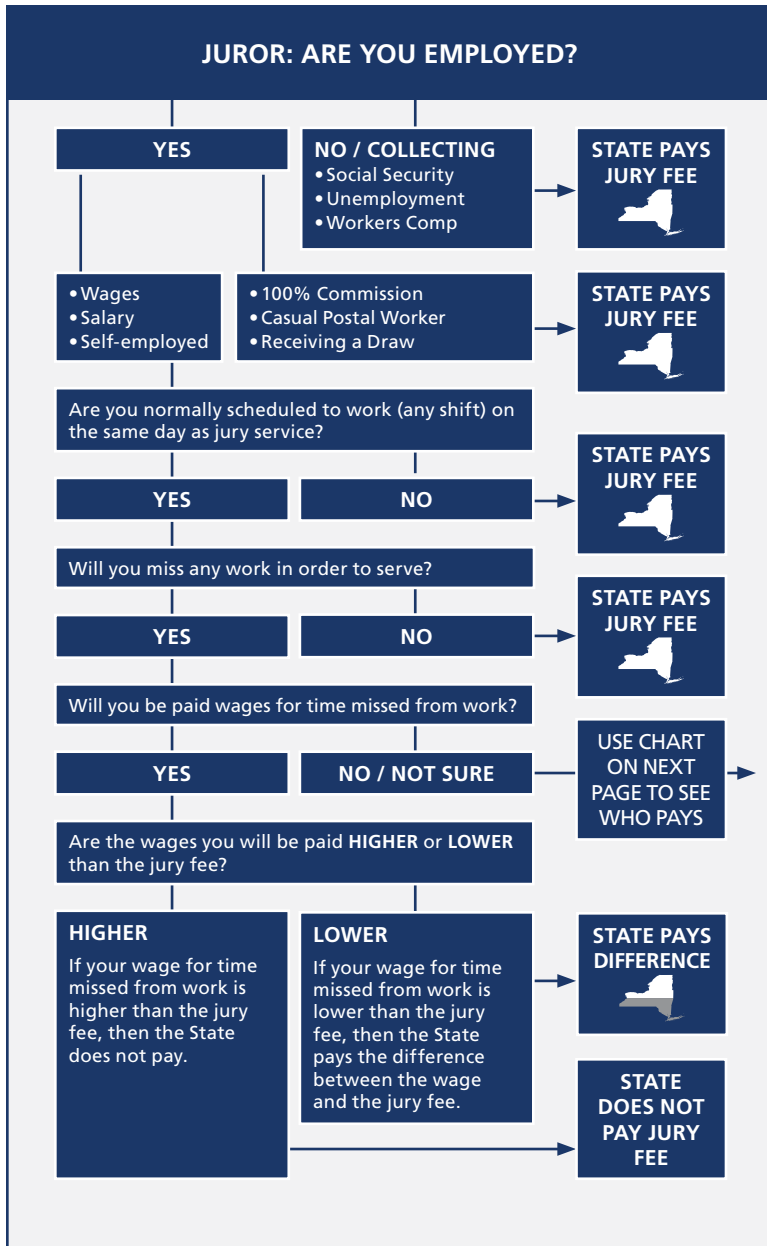 JUROR: ARE YOU EMPLOYED?
YES
NO / COLLECTING
• Social Security
• Unemployment
• Workers Comp
STATE PAYS
JURY FEE
• Wages
• Salary
• Self-employed
• 100% Commission
• Casual Postal Worker
• Receiving a Draw
STATE PAYS
JURY FEE
Are you normally scheduled to work (any shift) on
the same day as jury service?
YES
NO
STATE PAYS
JURY FEE
Will you miss any work in order to serve?
YES
NO
STATE PAYS
JURY FEE
Will you be paid wages for time missed from work?
YES
NO / NOT SURE
USE CHART
ON NEXT
PAGE TO SEE
WHO PAYS
Are the wages you will be paid HIGHER or LOWER
than the jury fee?
HIGHER
If your wage for time
missed from work is
higher than the jury
fee, then the State
does not pay.
LOWER
If your wage for time
missed from work is
lower than the jury
fee, then the State
pays the difference
between the wage
and the jury fee.
STATE PAYS
DIFFERENCE
STATE
DOES NOT
PAY JURY
FEE